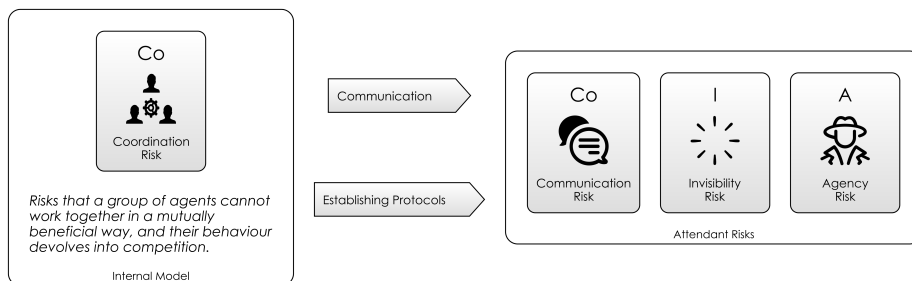 Co
Coordination
Risk
Risks that a group of agents cannot
work together in a mutually
beneficial way, and their behaviour
devolves into competition.
Internal Model
Communication
Establishing Protocols
Co
Communication
Risk
I
Invisibility
Risk
A
Agency
Risk
Attendant Risks